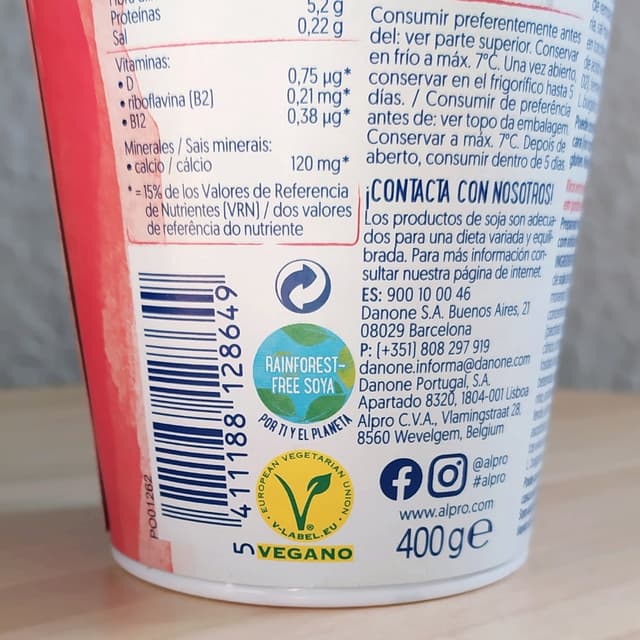 Proteínas 5,2 g
Sal 0,22 g
Vitaminas:
• D 0,75 µg*
• riboflavina (B2) 0,21 mg*
• B12 0,38 µg*
Minerales / Sais minerais:
• calcio / cálcio 120 mg*
* = 15% de los Valores de Referencia
de Nutrientes (VRN) / dos valores
de referência do nutriente
Consumir preferentemente antes
del: ver parte superior. Conservar
en frío a máx. 7°C. Una vez abierto,
conservar en el frigorífico hasta 5
días. / Consumir de preferência
antes de: ver topo da embalagem.
Conservar a máx. 7°C. Depois de
aberto, consumir dentro de 5 dias.
¡CONTACTA CON NOSOTROS!
Los productos de soja son adecua-
dos para una dieta variada y equili-
brada. Para más información con-
sultar nuestra página de internet.
ES: 900 10 00 46
Danone S.A. Buenos Aires, 21
08029 Barcelona
P: (+351) 808 297 919
danone.informa@danone.com
Danone Portugal, S.A.
Apartado 8320, 1804-001 Lisboa
Alpro C.V.A., Vlamingstraat 28,
8560 Wevelgem, Belgium
@alpro
#alpro
www.alpro.com
400 g e
RAINFOREST-
FREE SOYA
POR TI Y EL PLANETA
EUROPEAN VEGETARIAN UNION
V-LABEL.EU
VEGANO
5 411188 128649
PO01262